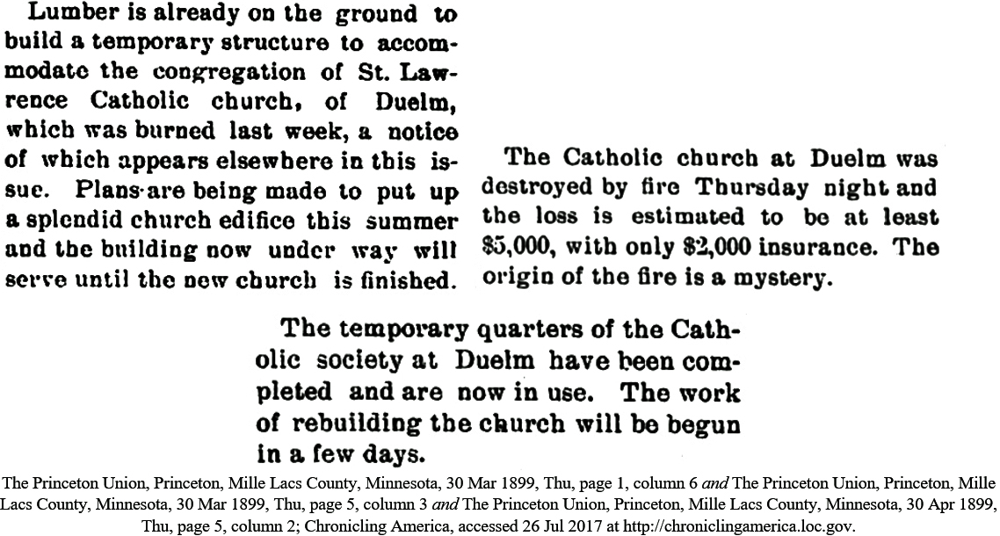 Lumber is already on the ground to
build a temporary structure to accom-
modate the congregation of St. Law-
rence Catholic church, of Duelm,
which was burned last week, a notice
of which appears elsewhere in this is-
sue. Plans are being made to put up
a splendid church edifice this summer
and the building now under way will
serve until the new church is finished.
The Catholic church at Duelm was
destroyed by fire Thursday night and
the loss is estimated to be at least
$5,000, with only $2,000 insurance. The
origin of the fire is a mystery.
The temporary quarters of the Cath-
olic society at Duelm have been com-
pleted and are now in use. The work
of rebuilding the church will be begun
in a few days.
The Princeton Union, Princeton, Mille Lacs County, Minnesota, 30 Mar 1899, Thu, page 1, column 6 and The Princeton Union, Princeton, Mille
Lacs County, Minnesota, 30 Mar 1899, Thu, page 5, column 3 and The Princeton Union, Princeton, Mille Lacs County, Minnesota, 30 Apr 1899,
Thu, page 5, column 2; Chronicling America, accessed 26 Jul 2017 at http://chroniclingamerica.loc.gov.